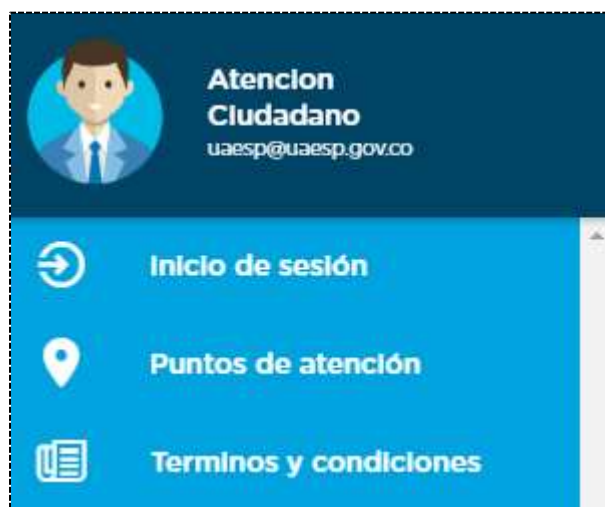 Atencion
Ciudadano
uaesp@uaesp.gov.co
Inicio de sesión
Puntos de atención
Terminos y condiciones